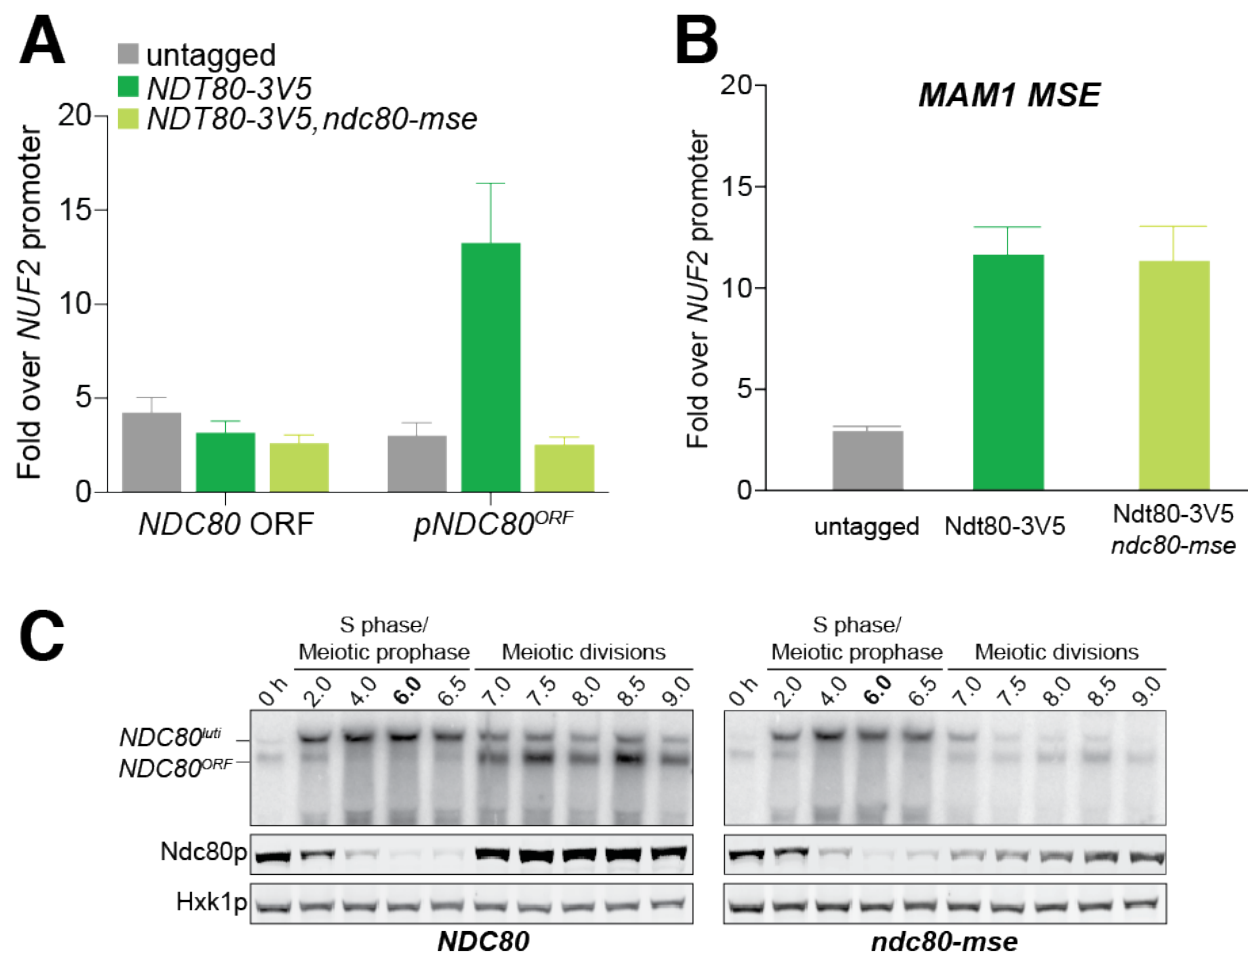 A
untagged
NDT80-3V5
NDT80-3V5, ndc80-mse
Fold over NUF2 promoter
20
15
10
5
0
NDC80 ORF
pNDC80ORF
B
MAM1 MSE
Fold over NUF2 promoter
20
15
10
5
0
untagged
Ndt80-3V5
Ndt80-3V5
ndc80-mse
C
S phase/
Meiotic prophase
Meiotic divisions
0 h 2.0 4.0 6.0 6.5 7.0 7.5 8.0 8.5 9.0
S phase/
Meiotic prophase
Meiotic divisions
0 h 2.0 4.0 6.0 6.5 7.0 7.5 8.0 8.5 9.0
NDC80luti
NDC80ORF
Ndc80p
Hxk1p
NDC80
ndc80-mse